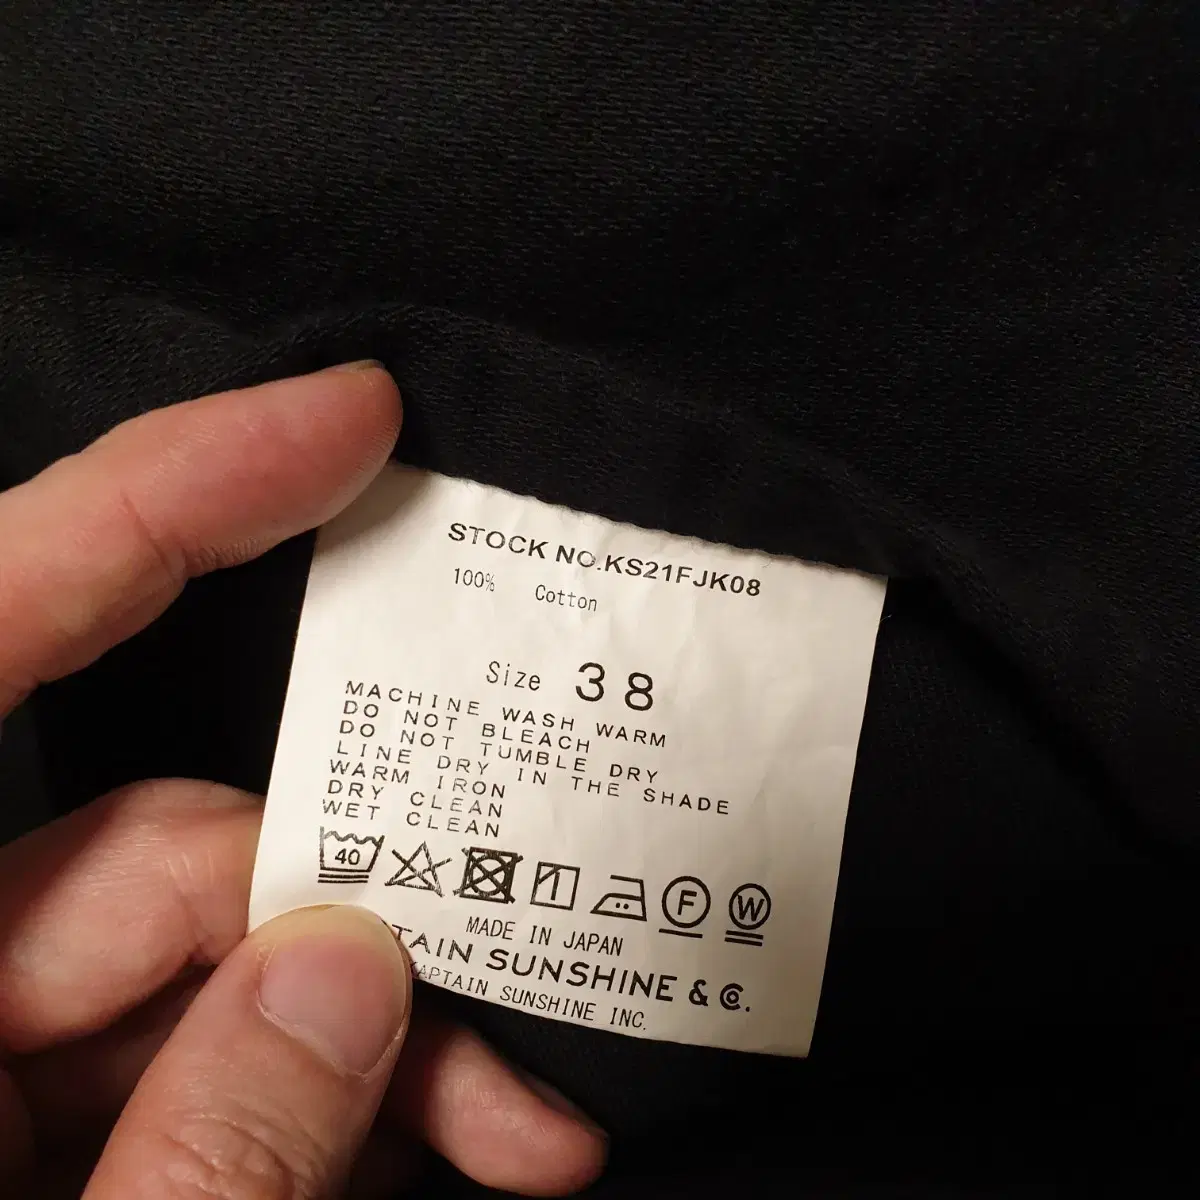 STOCK NO.KS21FJK08
100% Cotton
Size 38
MACHINE WASH WARM
DO NOT BLEACH
DO NOT TUMBLE DRY
LINE DRY IN THE SHADE
WARM IRON
DRY CLEAN
WET CLEAN
40 F W
MADE IN JAPAN
TAIN SUNSHINE & Co.
KAPTAIN SUNSHINE INC.